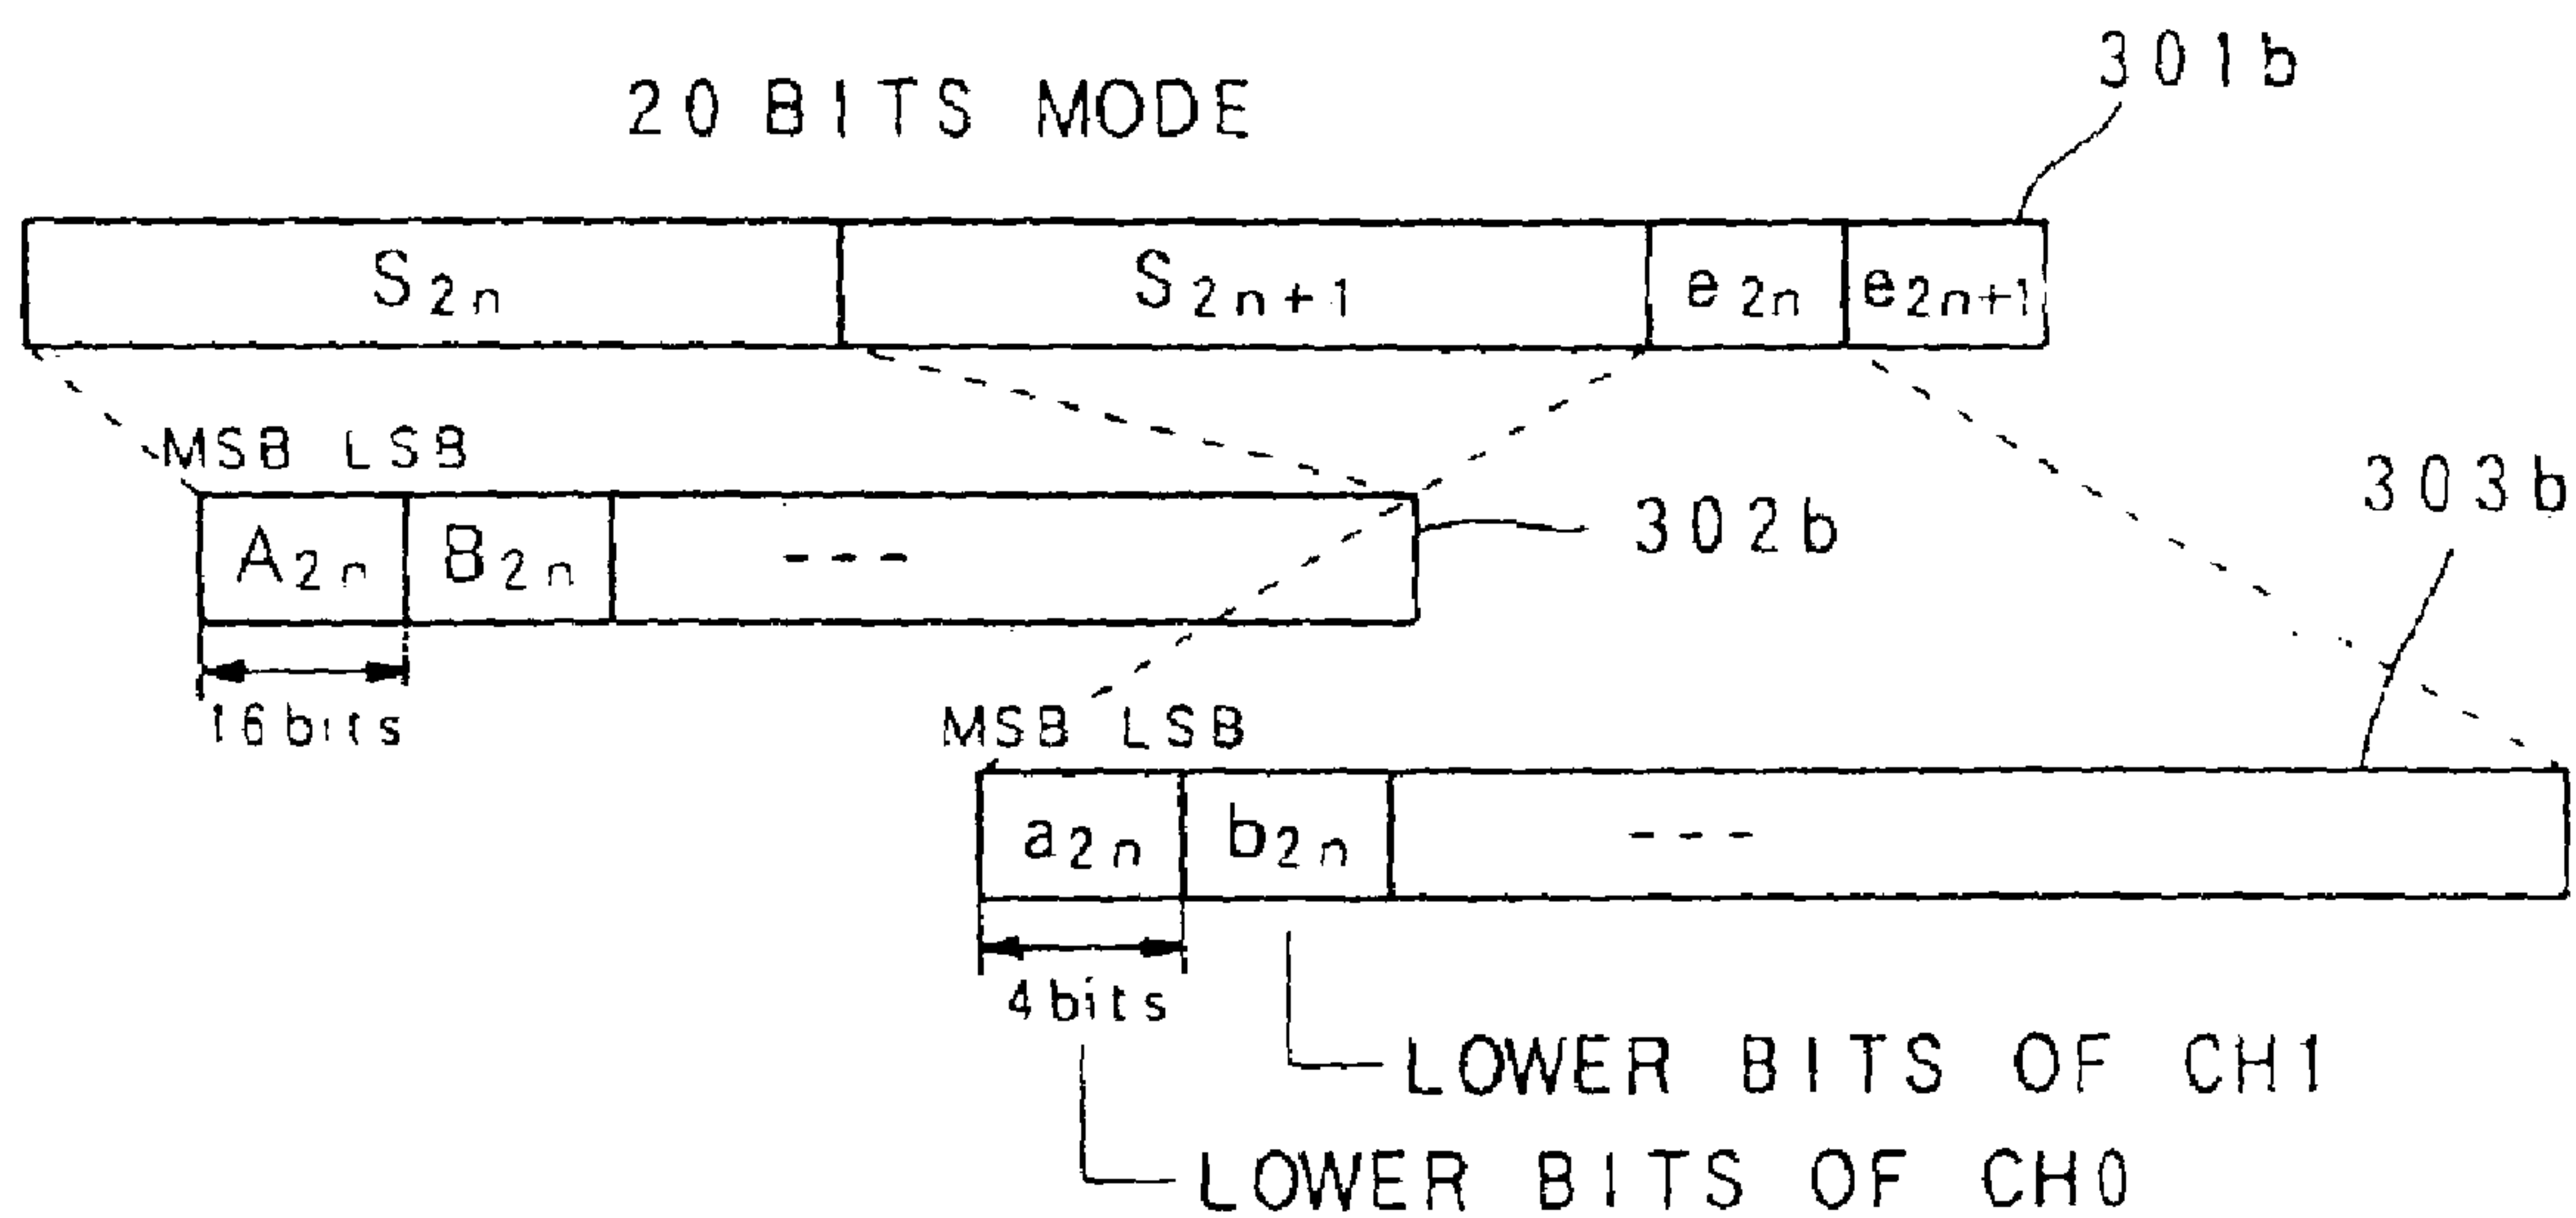 301b
20 BITS MODE
S2n S2n+1 e2n e2n+1
MSB LSB
303b
A2n B2n --- 302b
16bits
MSB LSB
a2n b2n ---
4bits
LOWER BITS OF CH1
LOWER BITS OF CH0